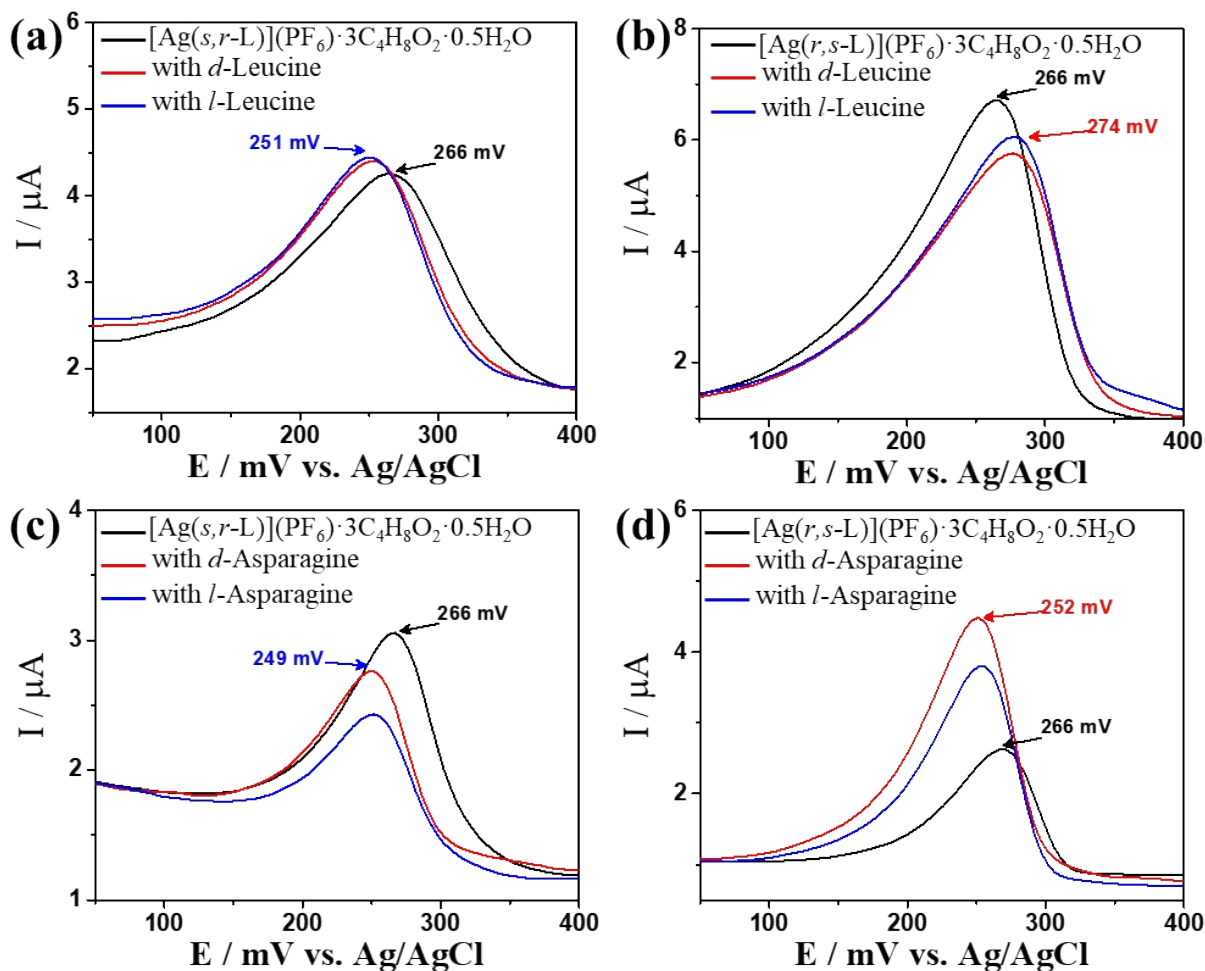 (a)
[Ag(s,r-L)](PF₆)·3C₄H₈O₂·0.5H₂O
with d-Leucine
with l-Leucine
251 mV
266 mV
6
5
4
3
2
I / μA
100
200
300
400
E / mV vs. Ag/AgCl
(b)
[Ag(r,s-L)](PF₆)·3C₄H₈O₂·0.5H₂O
with d-Leucine
with l-Leucine
266 mV
274 mV
8
6
4
2
I / μA
100
200
300
400
E / mV vs. Ag/AgCl
(c)
[Ag(s,r-L)](PF₆)·3C₄H₈O₂·0.5H₂O
with d-Asparagine
with l-Asparagine
266 mV
249 mV
4
3
2
1
I / μA
100
200
300
400
E / mV vs. Ag/AgCl
(d)
[Ag(r,s-L)](PF₆)·3C₄H₈O₂·0.5H₂O
with d-Asparagine
with l-Asparagine
252 mV
266 mV
6
4
2
I / μA
100
200
300
400
E / mV vs. Ag/AgCl